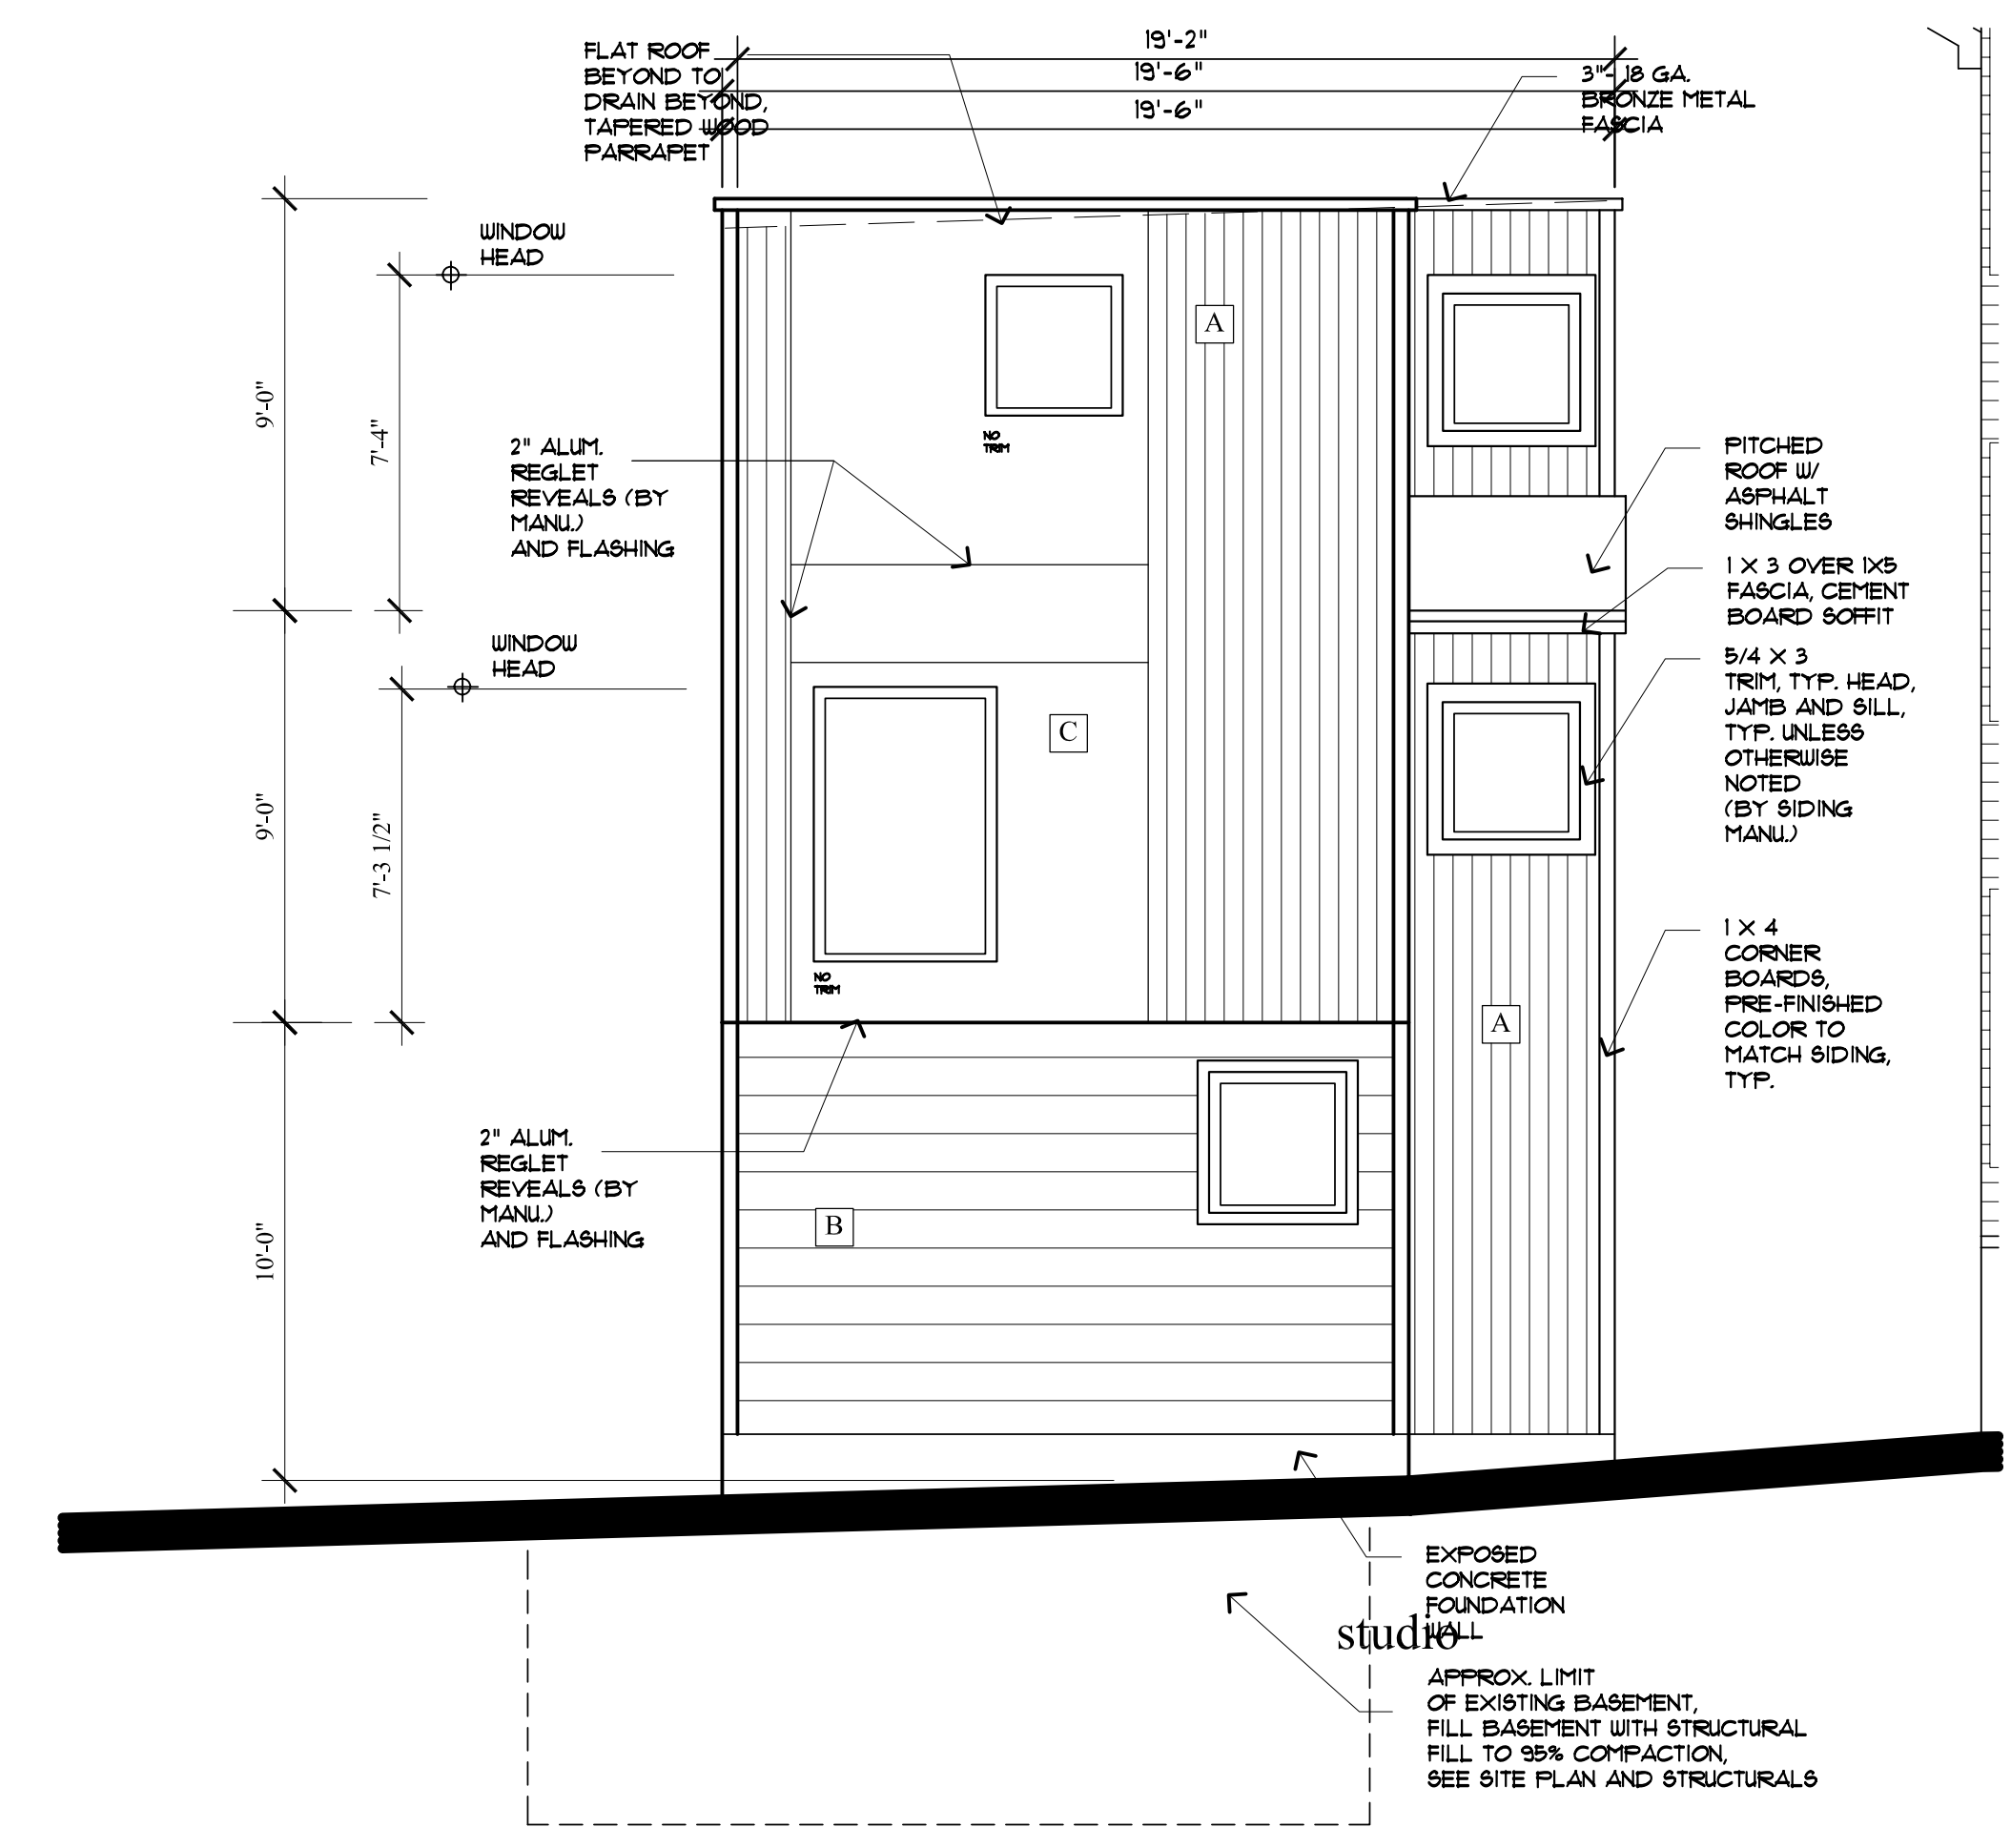 19'-2"
19'-6"
19'-6"
FLAT ROOF
BEYOND TO
DRAIN BEYOND,
TAPERED WOOD
PARRAPET
3"- 18 GA.
BRONZE METAL
FASCIA
WINDOW
HEAD
A
9'-0"
7'-4"
NO
TRIM
2" ALUM.
REGLET
REVEALS (BY
MANU.)
AND FLASHING
PITCHED
ROOF W/
ASPHALT
SHINGLES
1 X 3 OVER 1X5
FASCIA, CEMENT
BOARD SOFFIT
WINDOW
HEAD
5/4 X 3
TRIM, TYP. HEAD,
JAMB AND SILL,
TYP. UNLESS
OTHERWISE
NOTED
(BY SIDING
MANU.)
C
9'-0"
7'-3 1/2"
NO
TRIM
1 X 4
CORNER
BOARDS,
PRE-FINISHED
COLOR TO
MATCH SIDING,
TYP.
A
2" ALUM.
REGLET
REVEALS (BY
MANU.)
AND FLASHING
B
10'-0"
EXPOSED
CONCRETE
FOUNDATION
WALL
studio
APPROX. LIMIT
OF EXISTING BASEMENT,
FILL BASEMENT WITH STRUCTURAL
FILL TO 95% COMPACTION,
SEE SITE PLAN AND STRUCTURALS